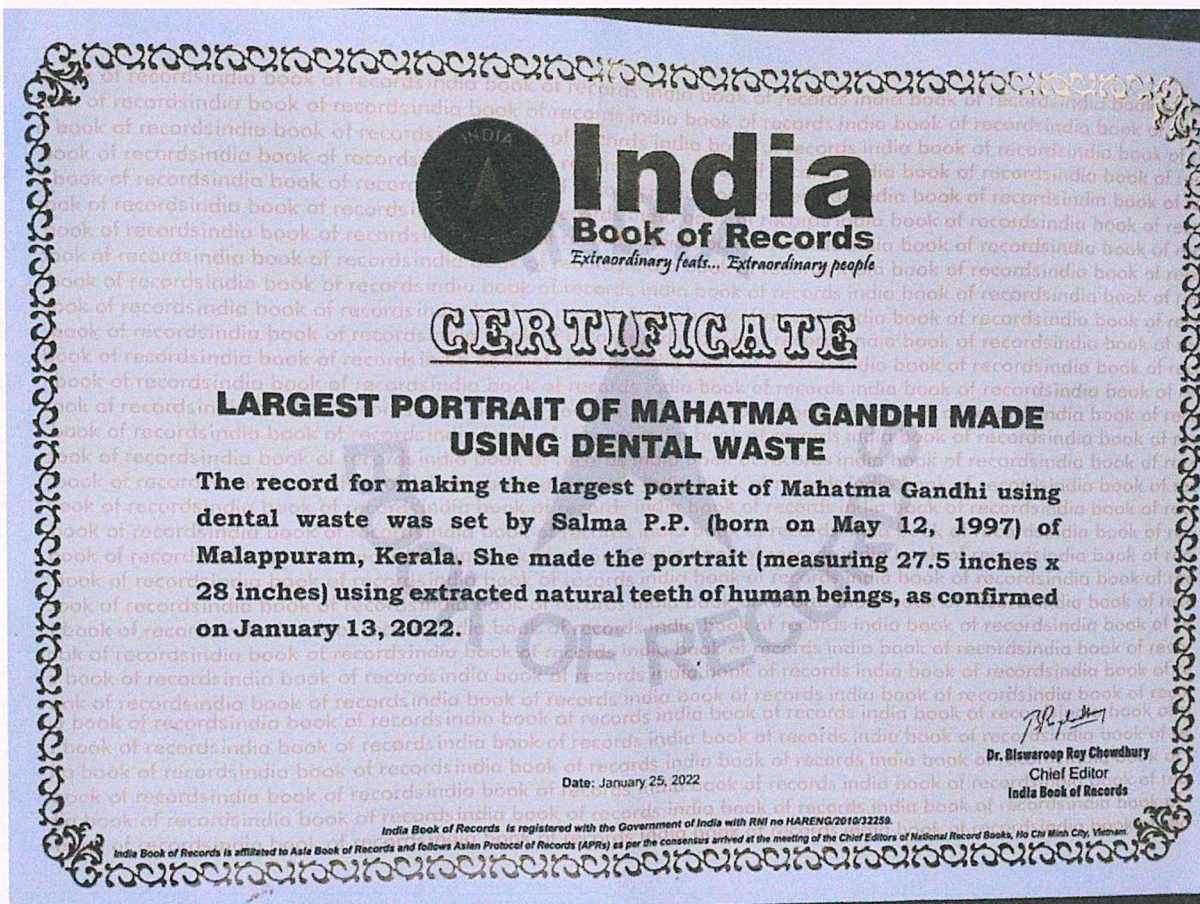 INDIA
India
Book of Records
Extraordinary feats... Extraordinary people
CERTIFICATE
LARGEST PORTRAIT OF MAHATMA GANDHI MADE
USING DENTAL WASTE
The record for making the largest portrait of Mahatma Gandhi using
dental waste was set by Salma P.P. (born on May 12, 1997) of
Malappuram, Kerala. She made the portrait (measuring 27.5 inches x
28 inches) using extracted natural teeth of human beings, as confirmed
on January 13, 2022.
Dr. Biswaroop Roy Chowdhury
Chief Editor
India Book of Records
Date: January 25, 2022
India Book of Records is registered with the Government of India with RNI no HARENG/2010/32259.
India Book of Records is affiliated to Asia Book of Records and follows Asian Protocol of Records (APRs) as per the consensus arrived at the meeting of the Chief Editors of National Record Books, Ho Chi Minh City, Vietnam.